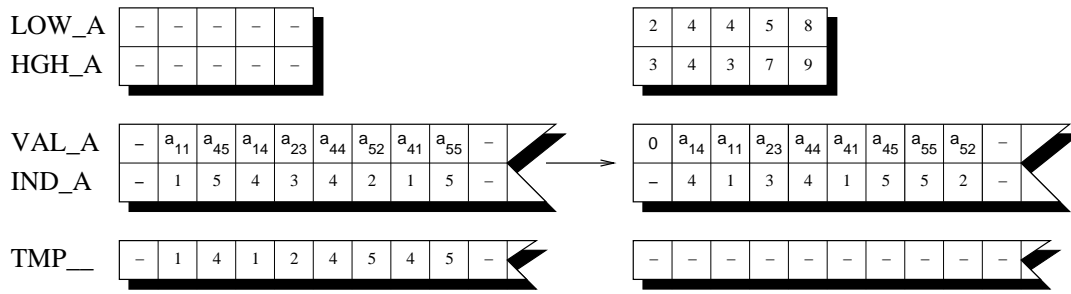 LOW_A – – – – – 2 4 4 5 8
HGH_A – – – – – 3 4 3 7 9
VAL_A – a₁₁ a₄₅ a₁₄ a₂₃ a₄₄ a₅₂ a₄₁ a₅₅ – 0 a₁₄ a₁₁ a₂₃ a₄₄ a₄₁ a₄₅ a₅₅ a₅₂ –
IND_A – 1 5 4 3 4 2 1 5 – – 4 1 3 4 1 5 5 2 –
TMP__ – 1 4 1 2 4 5 4 5 – – – – – – – – – – –